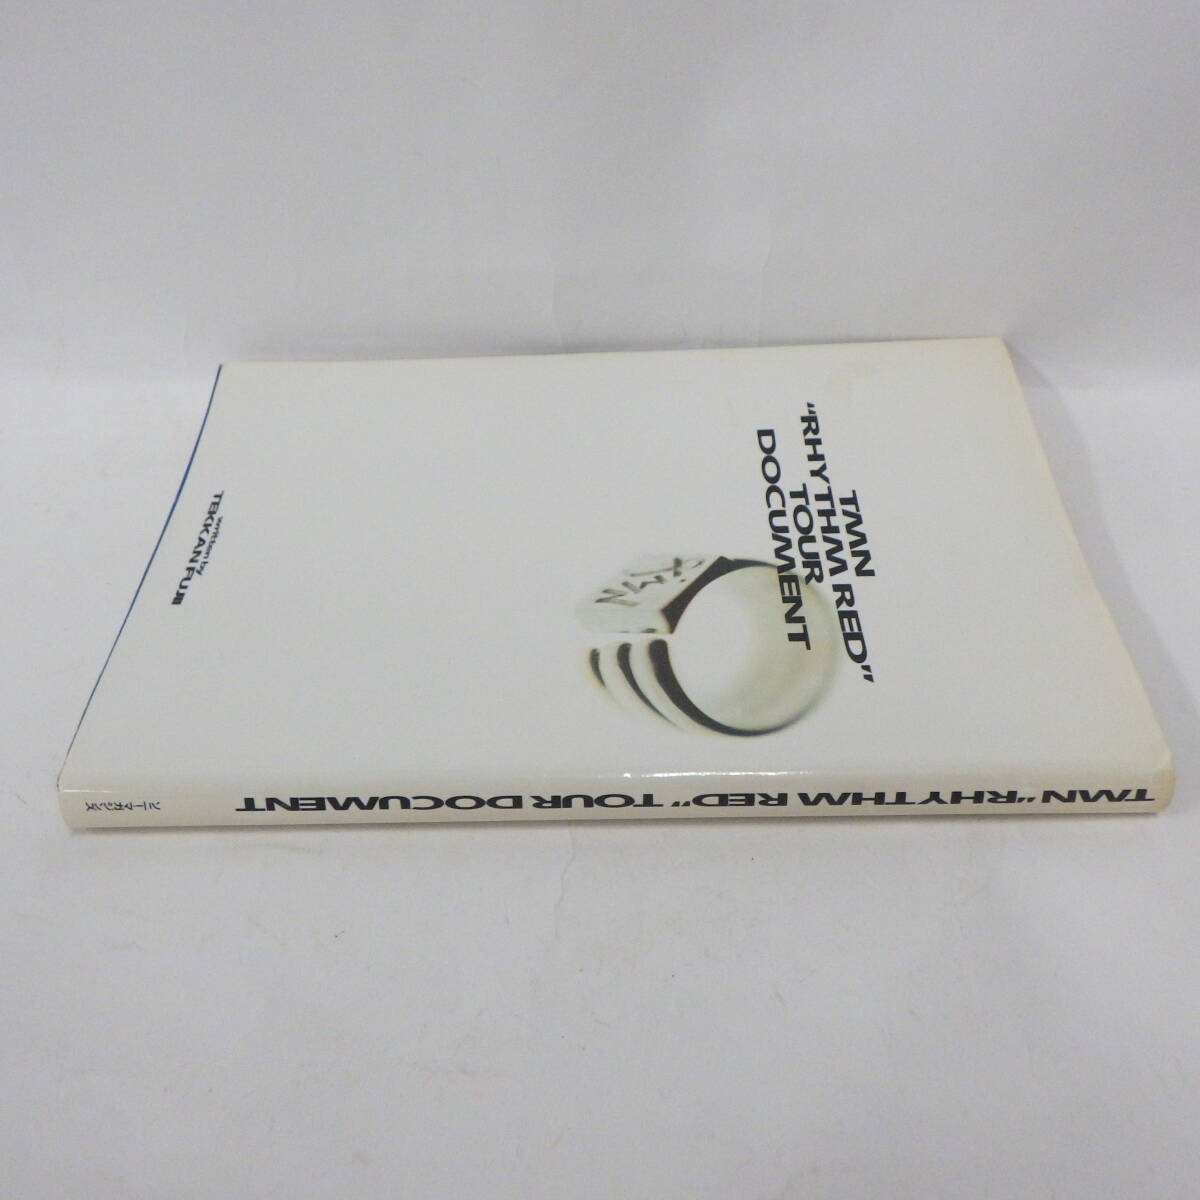 TMN
“RHYTHM RED”
TOUR
DOCUMENT
TMN
written by
TEKKAN FUJII
TMN “RHYTHM RED” TOUR DOCUMENT
ソニー・マガジンズ